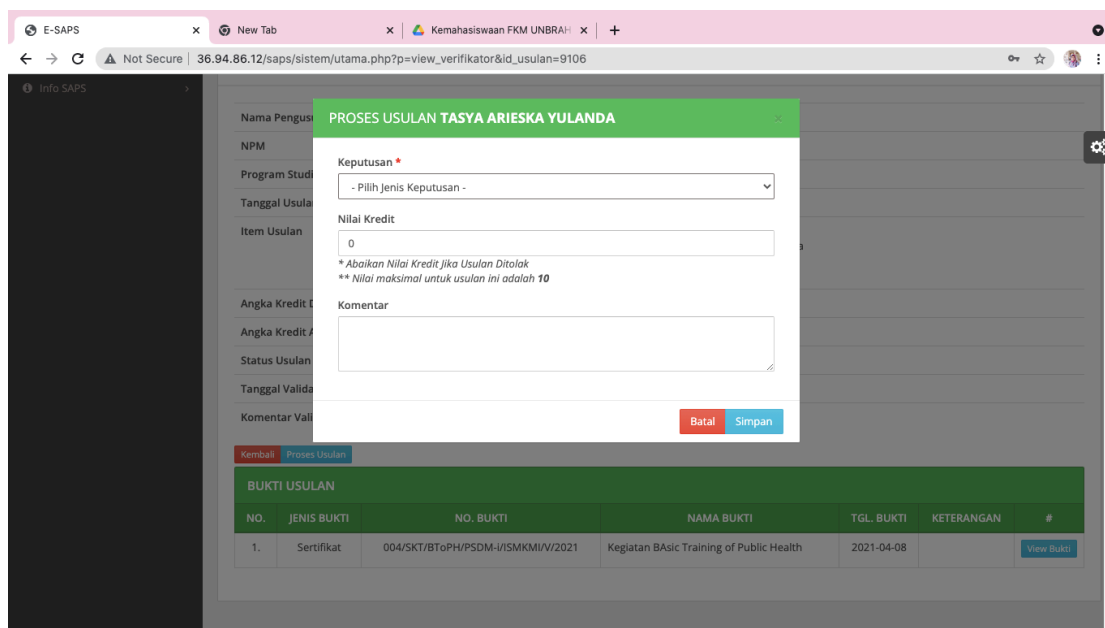 E-SAPS
New Tab
Kemahasiswaan FKM UNBRAH
Not Secure 36.94.86.12/saps/sistem/utama.php?p=view_verifikator&id_usulan=9106
Info SAPS
PROSES USULAN TASYA ARIESKA YULANDA
Nama Pengusu
NPM
Keputusan *
Program Studi
- Pilih Jenis Keputusan -
Tanggal Usula
Nilai Kredit
Item Usulan
0
* Abaikan Nilai Kredit Jika Usulan Ditolak
** Nilai maksimal untuk usulan ini adalah 10
Angka Kredit D
Komentar
Angka Kredit A
Status Usulan
Tanggal Valida
Komentar Vali
Batal Simpan
Kembali Proses Usulan
BUKTI USULAN
NO. JENIS BUKTI NO. BUKTI NAMA BUKTI TGL. BUKTI KETERANGAN #
1. Sertifikat 004/SKT/BToPH/PSDM-i/ISMKMI/V/2021 Kegiatan BAsic Training of Public Health 2021-04-08 View Bukti